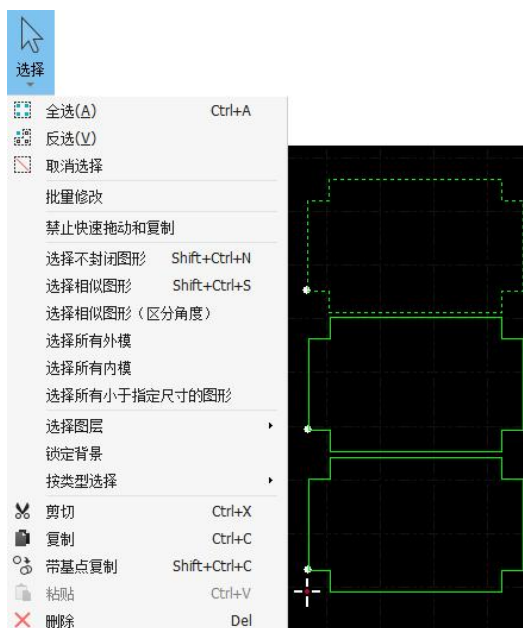 选择
全选(A) Ctrl+A
反选(V)
取消选择
批量修改
禁止快速拖动和复制
选择不封闭图形 Shift+Ctrl+N
选择相似图形 Shift+Ctrl+S
选择相似图形（区分角度）
选择所有外模
选择所有内模
选择所有小于指定尺寸的图形
选择图层
锁定背景
按类型选择
剪切 Ctrl+X
复制 Ctrl+C
带基点复制 Shift+Ctrl+C
粘贴 Ctrl+V
删除 Del